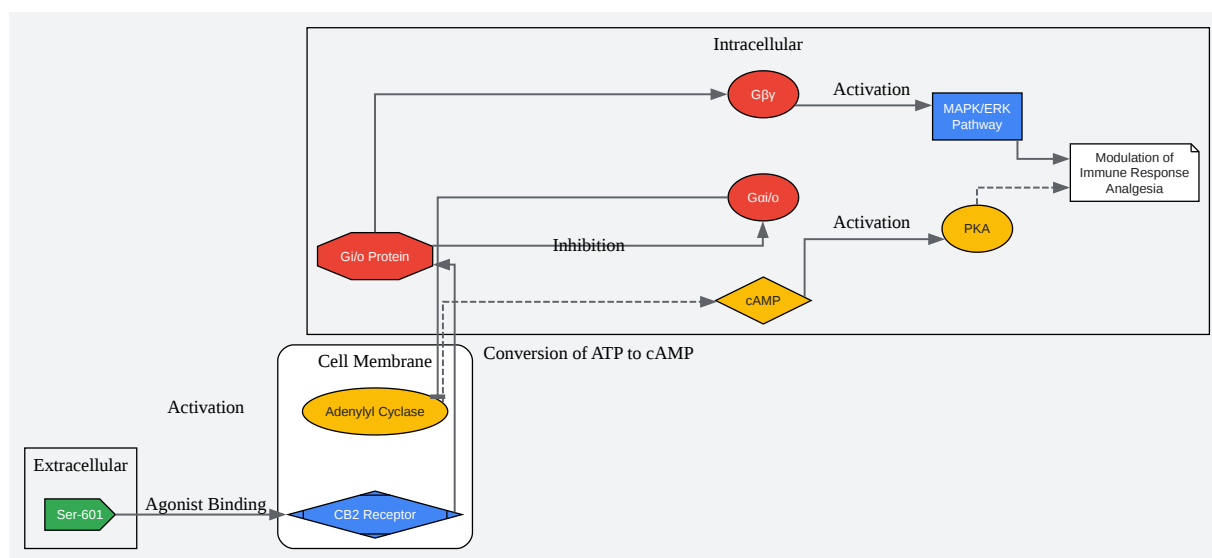 Intracellular
Gβγ
Activation
MAPK/ERK
Pathway
Modulation of
Immune Response
Analgesia
Gαi/o
Activation
PKA
Gi/o Protein
Inhibition
cAMP
Conversion of ATP to cAMP
Cell Membrane
Adenylyl Cyclase
Activation
Extracellular
Ser-601
Agonist Binding
CB2 Receptor